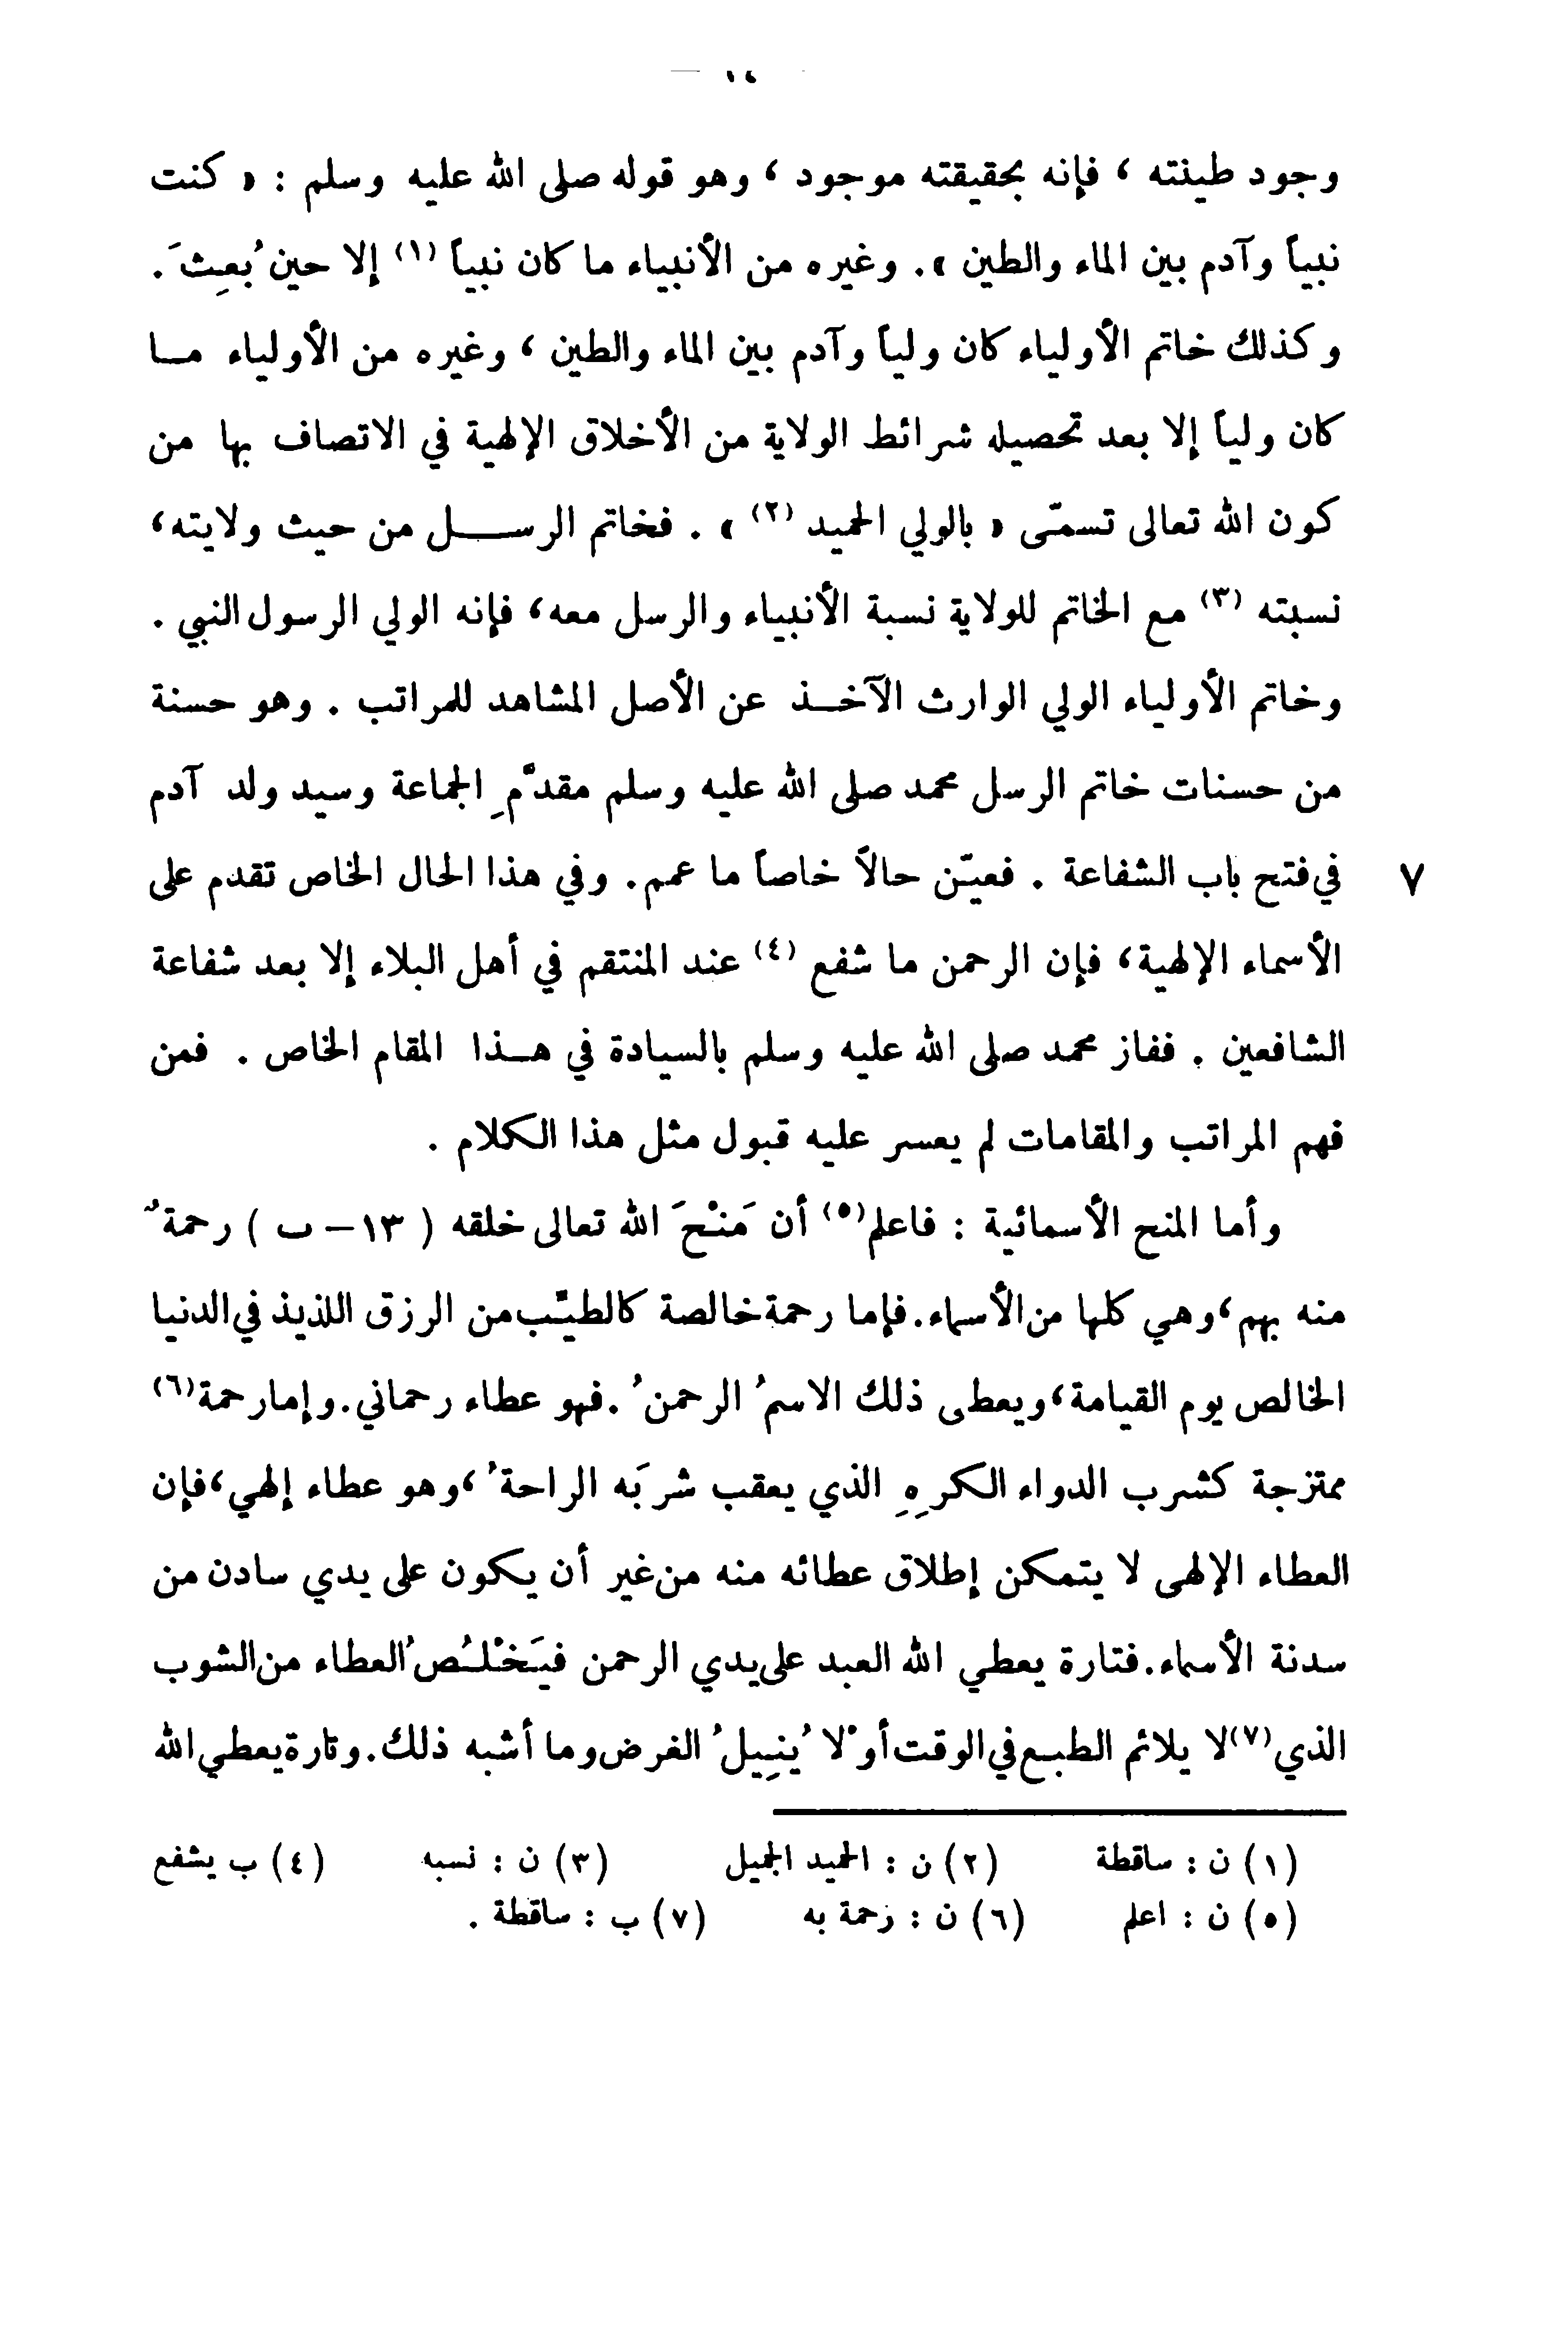 وجود طينته ، فإنه بحقيقته موجود ، وهو قوله صلى الله عليه وسلم : « كنت
نبياً وآدم بين الماء والطين ». وغيره من الأنبياء ما كان نبياً (١) إلا حين بُعِثَ.
وكذلك خاتم الأولياء كان ولياً وآدم بين الماء والطين ، وغيره من الأولياء مــا
كان ولياً إلا بعد تحصيله شرائط الولاية من الأخلاق الإلهية في الاتصاف بها من
كون الله تعالى تسمّى « بالولي الحميد (٢) » . فخاتم الرســـل من حيث ولايته،
نسبته (٣) مع الخاتم للولاية نسبة الأنبياء والرسل معه، فإنه الولي الرسول النبي .
وخاتم الأولياء الولي الوارث الآخــذ عن الأصل المشاهد للمراتب . وهو حسنة
من حسنات خاتم الرسل محمد صلى الله عليه وسلم مقدَّمِ الجماعة وسيد ولد آدم
في فتح باب الشفاعة . فعيّن حالاً خاصاً ما عمم. وفي هذا الحال الخاص تقدم على ٧
الأسماء الإلهية، فإن الرحمن ما شفع (٤) عند المنتقم في أهل البلاء إلا بعد شفاعة
الشافعين . ففاز محمد صلى الله عليه وسلم بالسيادة في هــذا المقام الخاص . فمن
فهم المراتب والمقامات لم يعسر عليه قبول مثل هذا الكلام .
وأما المنح الأسمائية : فاعلم(٥) أن مَنْحَ الله تعالى خلقه ( ١٣ – ب ) رحمةٌ
منه بهم، وهي كلها من الأسماء. فإما رحمة خالصة كالطيِّب من الرزق اللذيذ في الدنيا
الخالص يوم القيامة، ويعطى ذلك الاسمُ الرحمنُ. فهو عطاء رحماني. وإما رحمة(٦)
ممتزجة كشرب الدواء الكرِهِ الذي يعقب شربَه الراحةُ، وهو عطاء إلهي، فإن
العطاء الإلهى لا يتمكن إطلاق عطائه منه من غير أن يكون على يدي سادن من
سدنة الأسماء. فتارة يعطي الله العبد على يدي الرحمن فيَخْلُصُ العطاء من الشوب
الذي (٧) لا يلائم الطبـع في الوقت أوْ لا يُنِيلُ الغرض وما أشبه ذلك. وتارة يعطي الله
(١) ن : ساقطة (٢) ن : الحميد الجميل (٣) ن : نسبه (٤) ب يشفع
(٥) ن : اعلم (٦) ن : رحمة به (٧) ب : ساقطة .